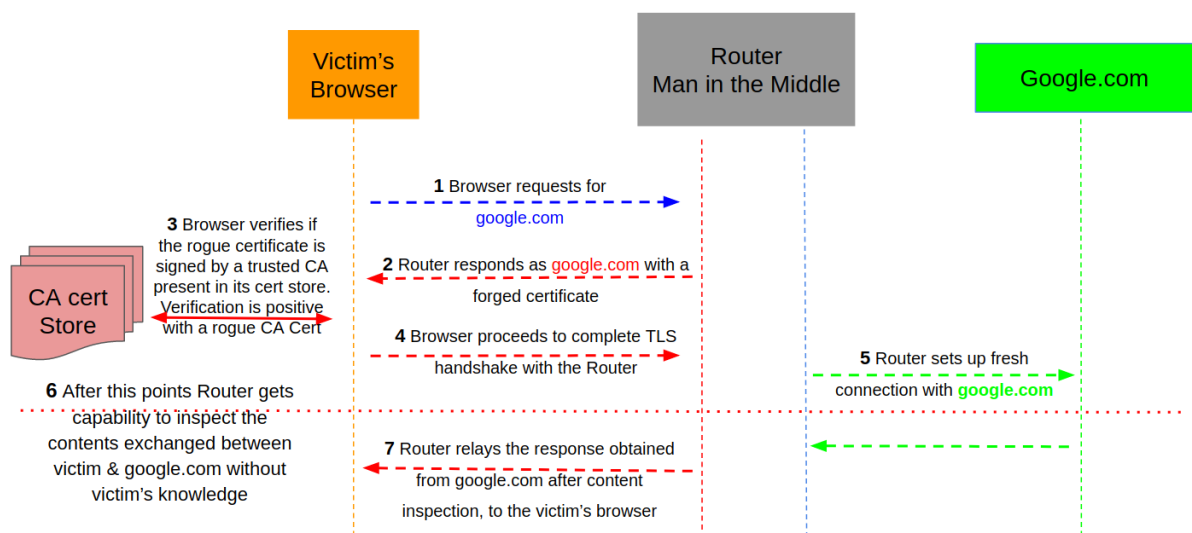 Victim's
Browser
Router
Man in the Middle
Google.com
1 Browser requests for
google.com
3 Browser verifies if
the rogue certificate is
signed by a trusted CA
present in its cert store.
Verification is positive
with a rogue CA Cert
CA cert
Store
2 Router responds as google.com with a
forged certificate
4 Browser proceeds to complete TLS
handshake with the Router
5 Router sets up fresh
connection with google.com
6 After this points Router gets
capability to inspect the
contents exchanged between
victim & google.com without
victim's knowledge
7 Router relays the response obtained
from google.com after content
inspection, to the victim's browser